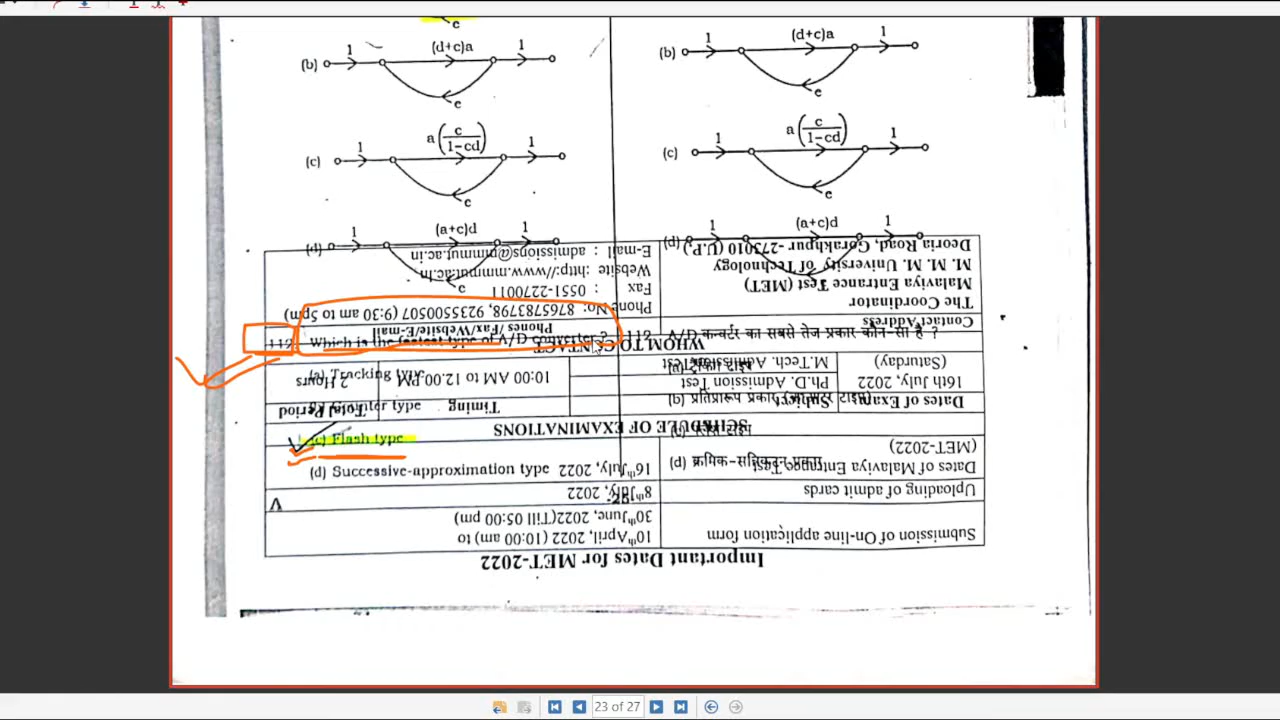 c
1 (d+c)a 1
(b)
c
1 (d+c)a 1
(b)
c
1 a(c/1-cd) 1
(c)
c
1 a(c/1-cd) 1
(c)
c
1 (a+c)d 1
(d)
c
1 (a+c)d 1
(d)
Which is the type of A/D converter ?
A/D कन्वर्टर का सबसे तेज प्रकार कौन-सा है ?
(a) Tracking type
(c) Flash type
(d) Successive-approximation type
Important Dates for MET-2022
Submission of On-line application form
10th April, 2022 (10:00 am) to
30th June, 2022(Till 05:00 pm)
Uploading of admit cards
8th July, 2022
Dates of Malaviya Entrance Test
(MET-2022)
16th July, 2022
SCHEDULE OF EXAMINATIONS
Dates of Exam
Subject
Timing
Total Period
16th July, 2022
(Saturday)
Ph.D. Admission Test
M.Tech. Admission Test
10:00 AM to 12.00 PM
2 Hours
WHOM TO CONTACT
Contact Address
Phones /Fax/Website/E-mail
The Coordinator
Malaviya Entrance Test (MET)
M. M. M. University of Technology
Deoria Road, Gorakhpur -273010 (U.P.)
Phone No: 8765783798, 9235500507 (9:30 am to 5pm)
Fax : 0551-2270011
Website :http://www.mmmut.ac.in
E-mail : admissions@mmmut.ac.in
23 of 27